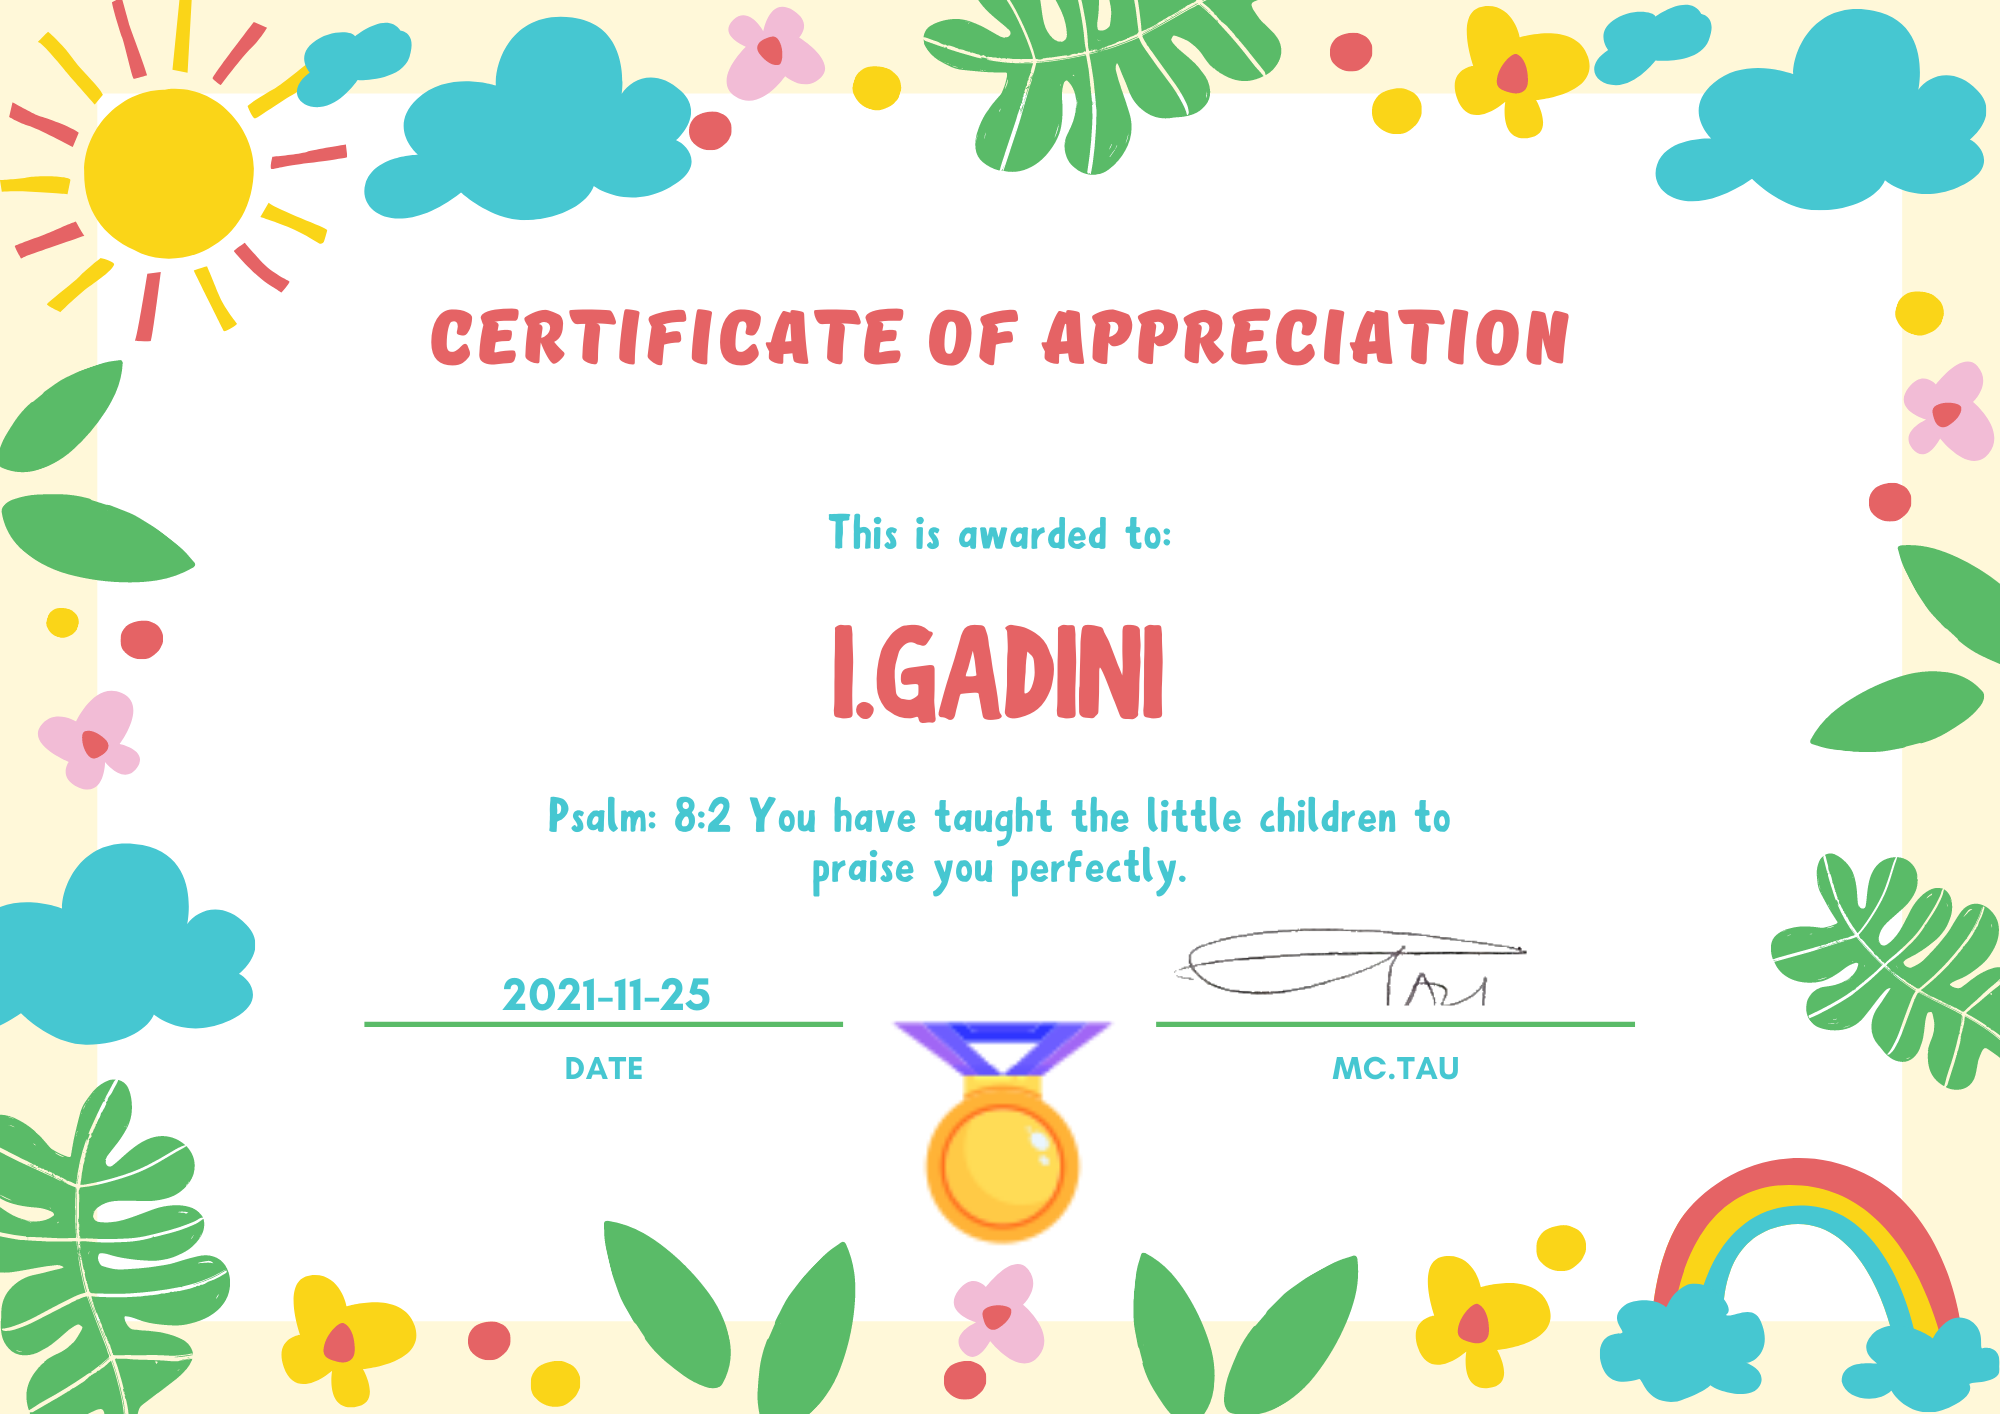 CERTIFICATE OF APPRECIATION
This is awarded to:
I.GADINI
Psalm: 8:2 You have taught the little children to
praise you perfectly.
TAU
2021-11-25
DATE
MC.TAU